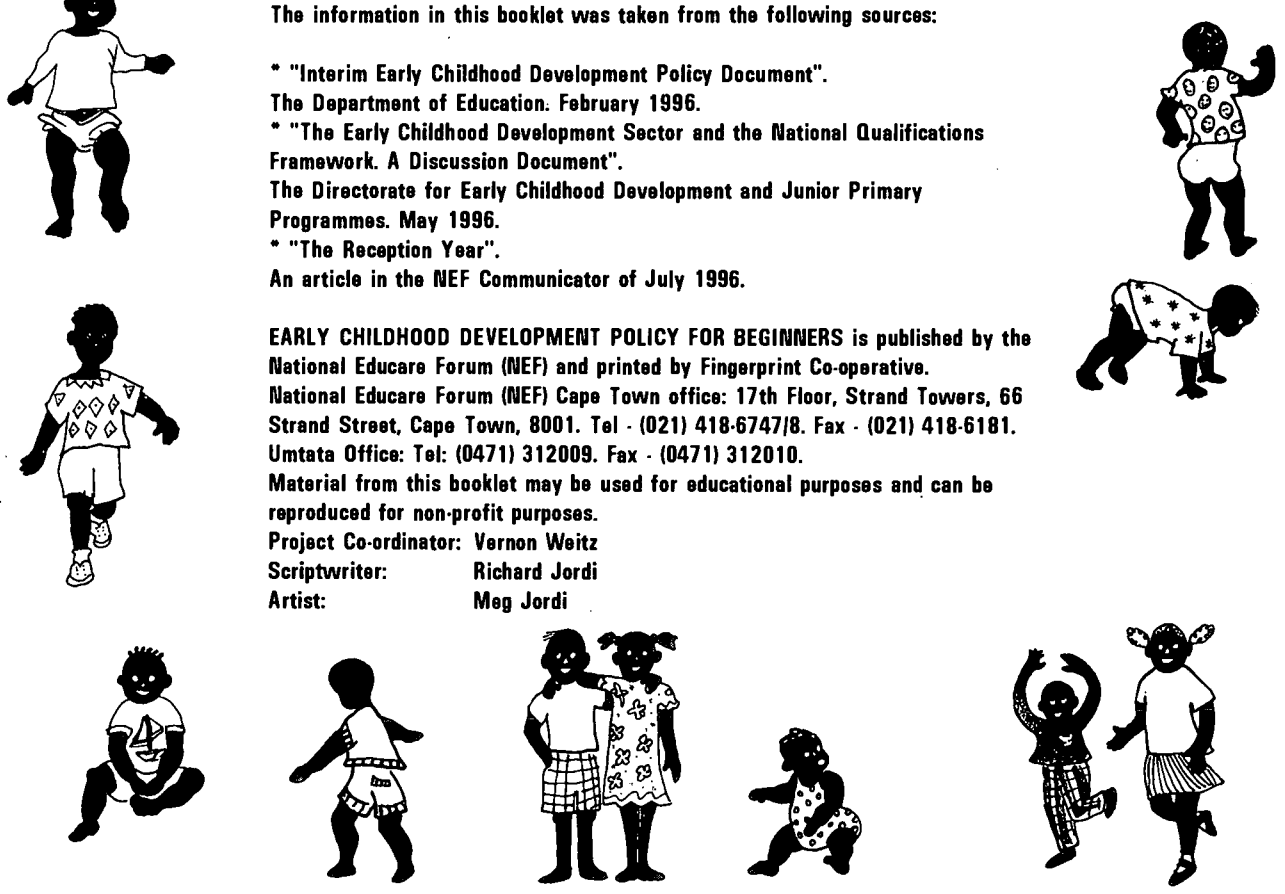 The information in this booklet was taken from the following sources:
* "Interim Early Childhood Development Policy Document".
The Department of Education. February 1996.
* "The Early Childhood Development Sector and the National Qualifications
Framework. A Discussion Document".
The Directorate for Early Childhood Development and Junior Primary
Programmes. May 1996.
* "The Reception Year".
An article in the NEF Communicator of July 1996.
EARLY CHILDHOOD DEVELOPMENT POLICY FOR BEGINNERS is published by the
National Educare Forum (NEF) and printed by Fingerprint Co-operative.
National Educare Forum (NEF) Cape Town office: 17th Floor, Strand Towers, 66
Strand Street, Cape Town, 8001. Tel - (021) 418-6747/8. Fax - (021) 418-6181.
Umtata Office: Tel: (0471) 312009. Fax - (0471) 312010.
Material from this booklet may be used for educational purposes and can be
reproduced for non-profit purposes.
Project Co-ordinator: Vernon Weitz
Scriptwriter: Richard Jordi
Artist: Meg Jordi